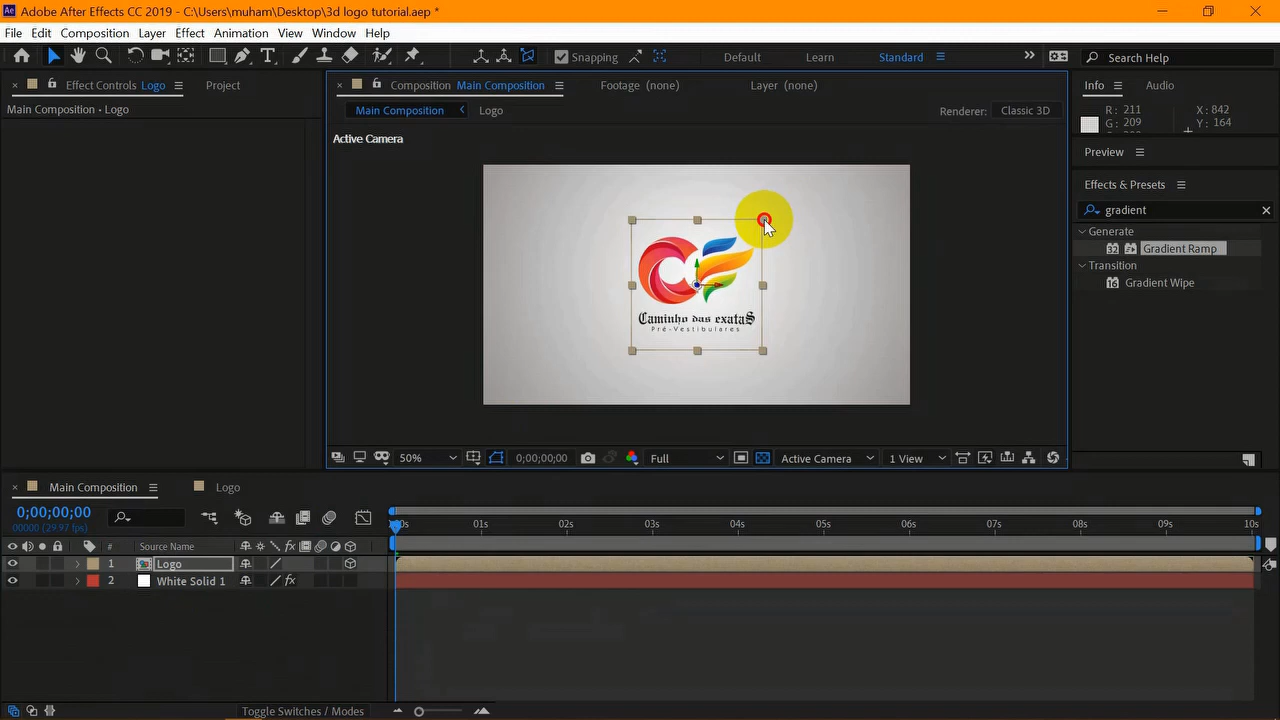 Adobe After Effects CC 2019 - C:\Users\muham\Desktop\3d logo tutorial.aep *
File Edit Composition Layer Effect Animation View Window Help
Snapping Default Learn Standard Search Help
Effect Controls Logo Project
Composition Main Composition Footage (none) Layer (none)
Info Audio
Main Composition • Logo
Main Composition Logo
Renderer: Classic 3D
R: 211 X: 842
G: 209 Y: 164
Active Camera
Preview
Effects & Presets
gradient
Generate
32 Gradient Ramp
Transition
16 Gradient Wipe
Caminho das exataS
Pré-Vestibulares
50% 0;00;00;00 Full Active Camera 1 View
Main Composition Logo
0;00;00;00
00000 (29.97 fps)
:00s 01s 02s 03s 04s 05s 06s 07s 08s 09s 10s
# Source Name
1 Logo
2 White Solid 1
Toggle Switches / Modes